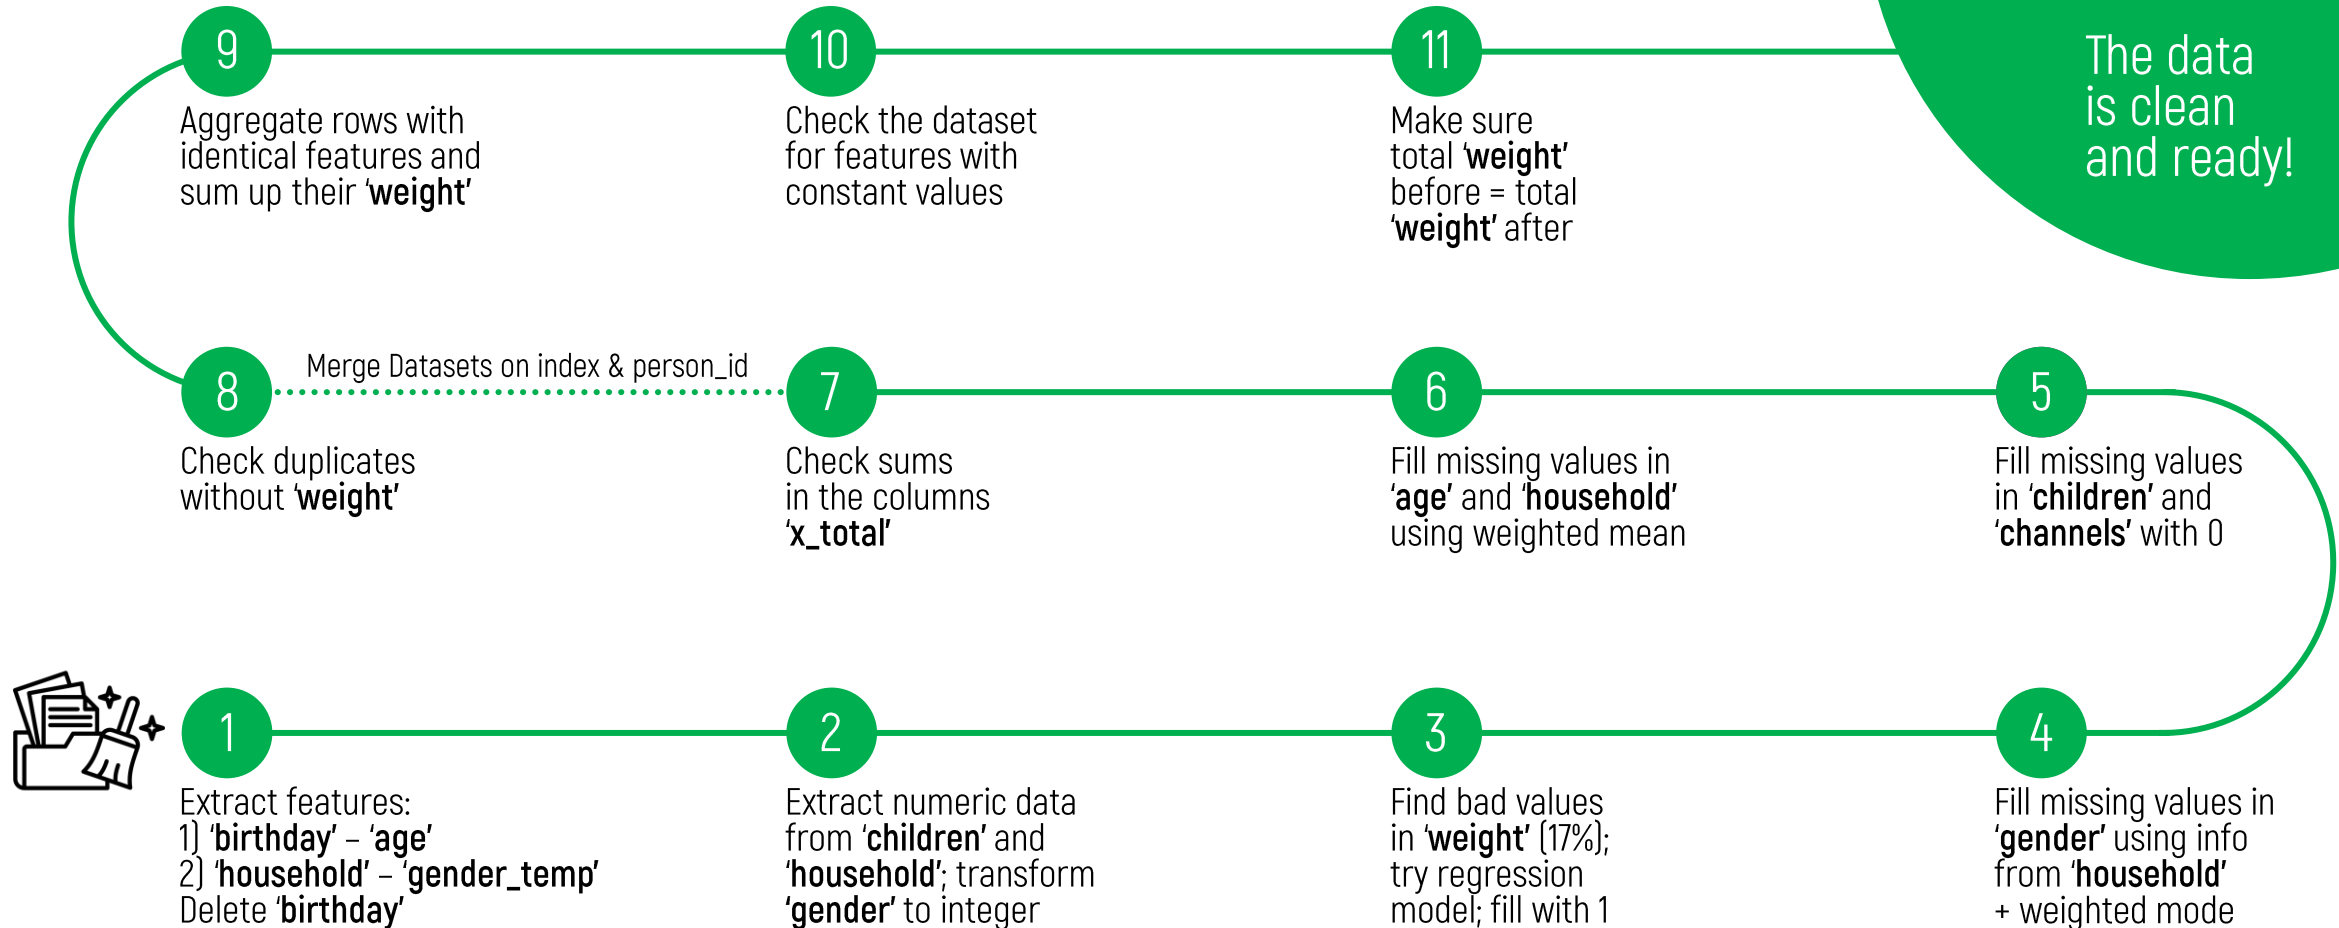 9
Aggregate rows with
identical features and
sum up their ‘weight’
10
Check the dataset
for features with
constant values
11
Make sure
total ‘weight’
before = total
‘weight’ after
The data
is clean
and ready!
8
Check duplicates
without ‘weight’
Merge Datasets on index & person_id
7
Check sums
in the columns
‘x_total’
6
Fill missing values in
‘age’ and ‘household’
using weighted mean
5
Fill missing values
in ‘children’ and
‘channels’ with 0
1
Extract features:
1) ‘birthday’ – ‘age’
2) ‘household’ – ‘gender_temp’
Delete ‘birthday’
2
Extract numeric data
from ‘children’ and
‘household’; transform
‘gender’ to integer
3
Find bad values
in ‘weight’ (17%);
try regression
model; fill with 1
4
Fill missing values in
‘gender’ using info
from ‘household’
+ weighted mode